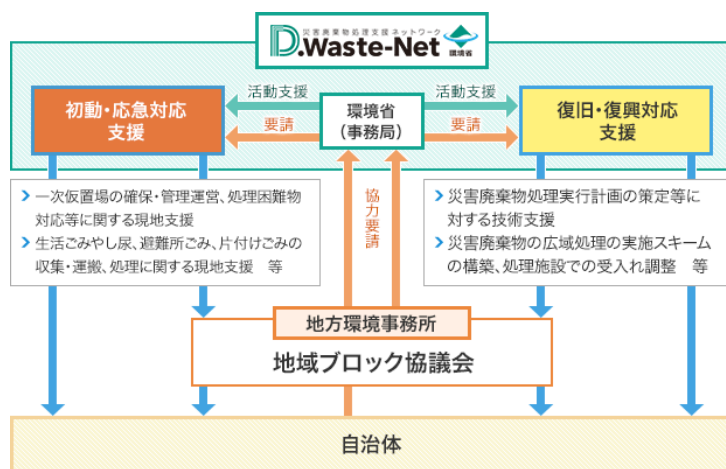 災害廃棄物処理支援ネットワーク
D.Waste-Net
環境省
初動・応急対応
支援
活動支援
要請
環境省
（事務局）
活動支援
要請
復旧・復興対応
支援
一次仮置場の確保・管理運営、処理困難物
対応等に関する現地支援
生活ごみやし尿、避難所ごみ、片付けごみの
収集・運搬、処理に関する現地支援　等
協力要請
災害廃棄物処理実行計画の策定等に
対する技術支援
災害廃棄物の広域処理の実施スキーム
の構築、処理施設での受入れ調整　等
地方環境事務所
地域ブロック協議会
自治体